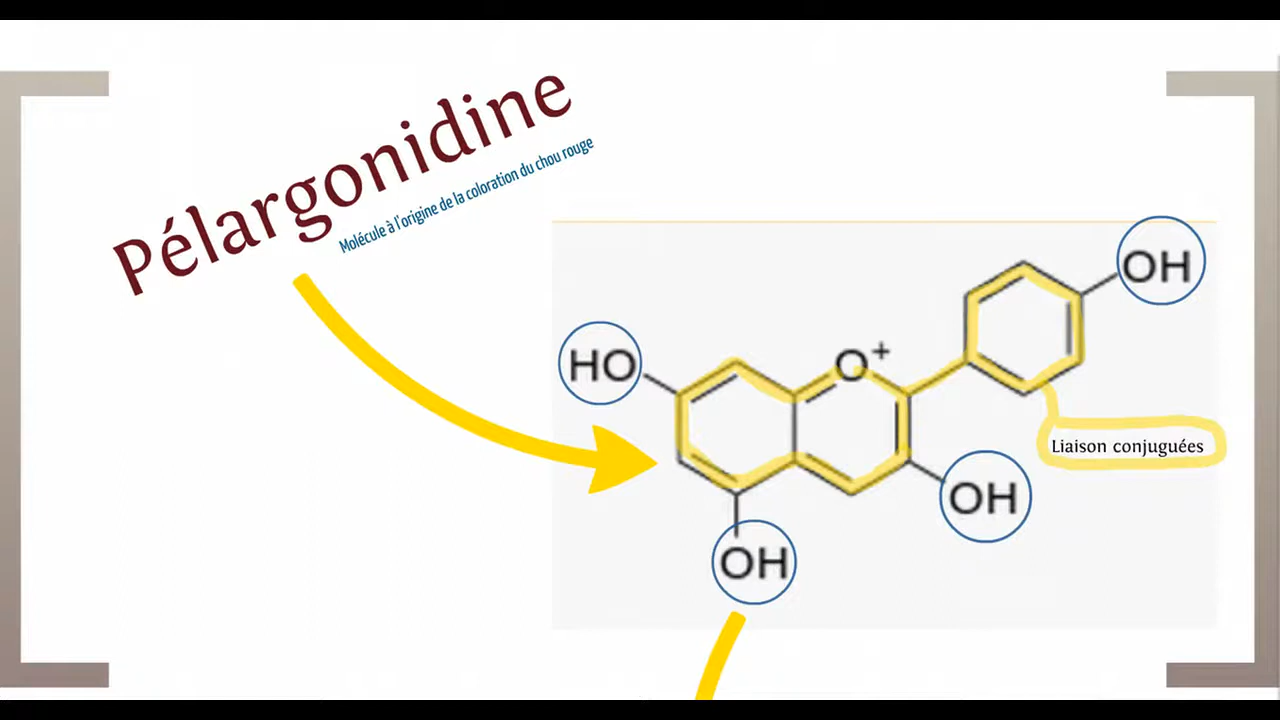 Pélargonidine
Molécule à l'origine de la coloration du chou rouge
OH
HO
O+
Liaison conjuguées
OH
OH